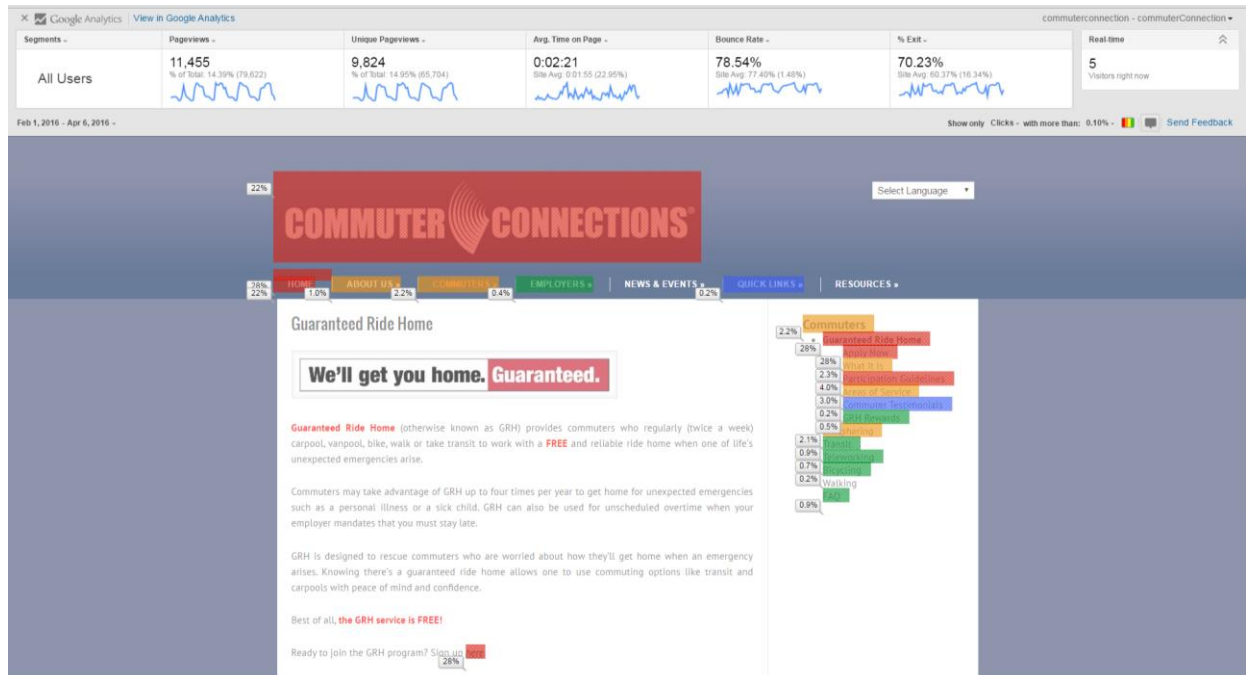 Google Analytics View in Google Analytics commuterconnection - commuterConnection
Segments Pageviews Unique Pageviews Avg. Time on Page Bounce Rate % Exit Real-time
All Users
11,455
% of Total: 14.39% (79,622)
9,824
% of Total: 14.95% (65,704)
0:02:21
Site Avg: 0:01:55 (22.95%)
78.54%
Site Avg: 77.40% (1.48%)
70.23%
Site Avg: 60.37% (16.34%)
5
Visitors right now
Feb 1, 2016 - Apr 6, 2016 Show only Clicks with more than: 0.10% Send Feedback
22%
Select Language
COMMUTER CONNECTIONS®
28% HOME ABOUT US » COMMUTERS » EMPLOYERS » NEWS & EVENTS » QUICK LINKS » RESOURCES »
22% 1.0% 2.2% 0.4% 0.2%
Guaranteed Ride Home
We'll get you home. Guaranteed.
Guaranteed Ride Home (otherwise known as GRH) provides commuters who regularly (twice a week)
carpool, vanpool, bike, walk or take transit to work with a FREE and reliable ride home when one of life's
unexpected emergencies arise.
Commuters may take advantage of GRH up to four times per year to get home for unexpected emergencies
such as a personal illness or a sick child. GRH can also be used for unscheduled overtime when your
employer mandates that you must stay late.
GRH is designed to rescue commuters who are worried about how they'll get home when an emergency
arises. Knowing there's a guaranteed ride home allows one to use commuting options like transit and
carpools with peace of mind and confidence.
Best of all, the GRH service is FREE!
Ready to join the GRH program? Sign up here
28%
Commuters
2.2% Guaranteed Ride Home
28% Apply Now
28% What It Is
2.3% Participation Guidelines
4.0% Areas of Service
3.0% Commuter Testimonials
0.2% GRH Rewards
0.5%
2.1% Transit
0.9% Teleworking
0.7% Bicycling
0.2% Walking
FAQ
0.9%